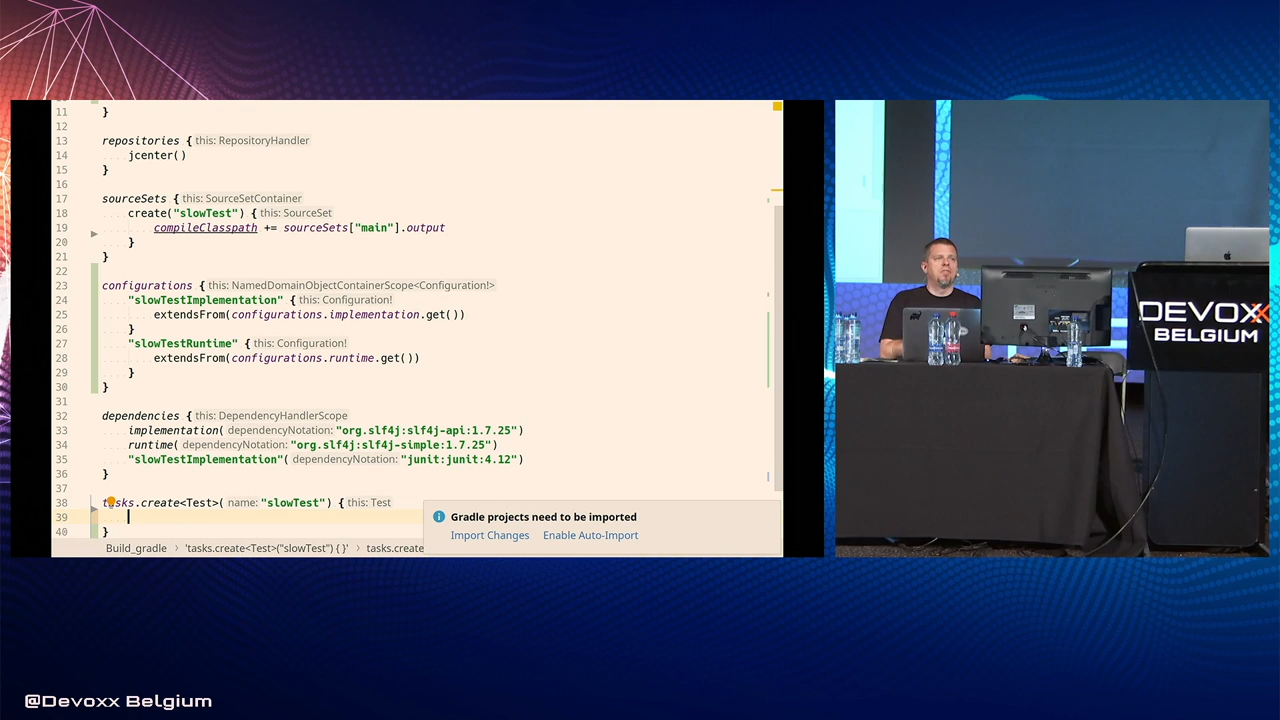 11 }
12
13 repositories { this: RepositoryHandler
14 jcenter()
15 }
16
17 sourceSets { this: SourceSetContainer
18 create("slowTest") { this: SourceSet
19 compileClasspath += sourceSets["main"].output
20 }
21 }
22
23 configurations { this: NamedDomainObjectContainerScope<Configuration!>
24 "slowTestImplementation" { this: Configuration!
25 extendsFrom(configurations.implementation.get())
26 }
27 "slowTestRuntime" { this: Configuration!
28 extendsFrom(configurations.runtime.get())
29 }
30 }
31
32 dependencies { this: DependencyHandlerScope
33 implementation( dependencyNotation: "org.slf4j:slf4j-api:1.7.25")
34 runtime( dependencyNotation: "org.slf4j:slf4j-simple:1.7.25")
35 "slowTestImplementation"( dependencyNotation: "junit:junit:4.12")
36 }
37
38 tasks.create<Test>( name: "slowTest") { this: Test
39
40 }
Gradle projects need to be imported
Import Changes Enable Auto-Import
Build_gradle › 'tasks.create<Test>("slowTest") { }' › tasks.create
DEVOXX
BELGIUM
@Devoxx Belgium